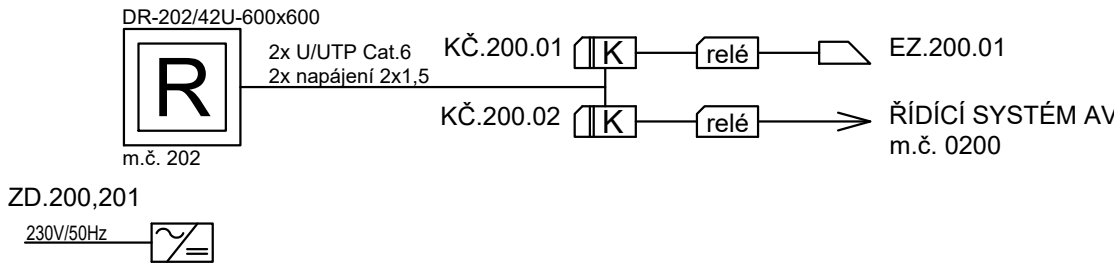 DR-202/42U-600x600
R
m.č. 202
2x U/UTP Cat.6
2x napájení 2x1,5
KČ.200.01
K
relé
EZ.200.01
KČ.200.02
K
relé
ŘÍDÍCÍ SYSTÉM AV
m.č. 0200
ZD.200,201
230V/50Hz